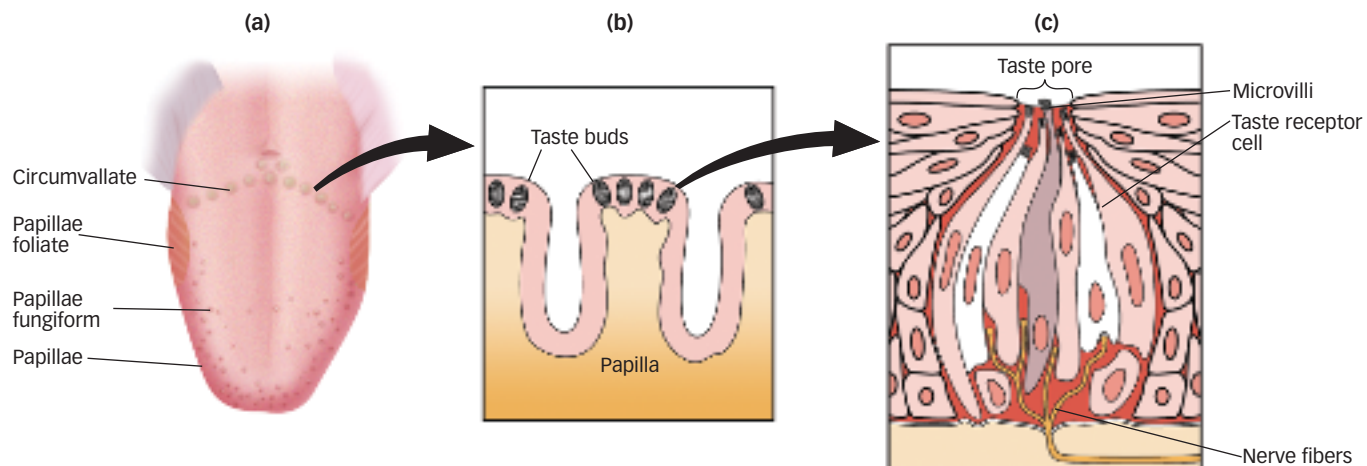 (a)
Circumvallate
Papillae
foliate
Papillae
fungiform
Papillae
(b)
Taste buds
Papilla
(c)
Taste pore
Microvilli
Taste receptor
cell
Nerve fibers